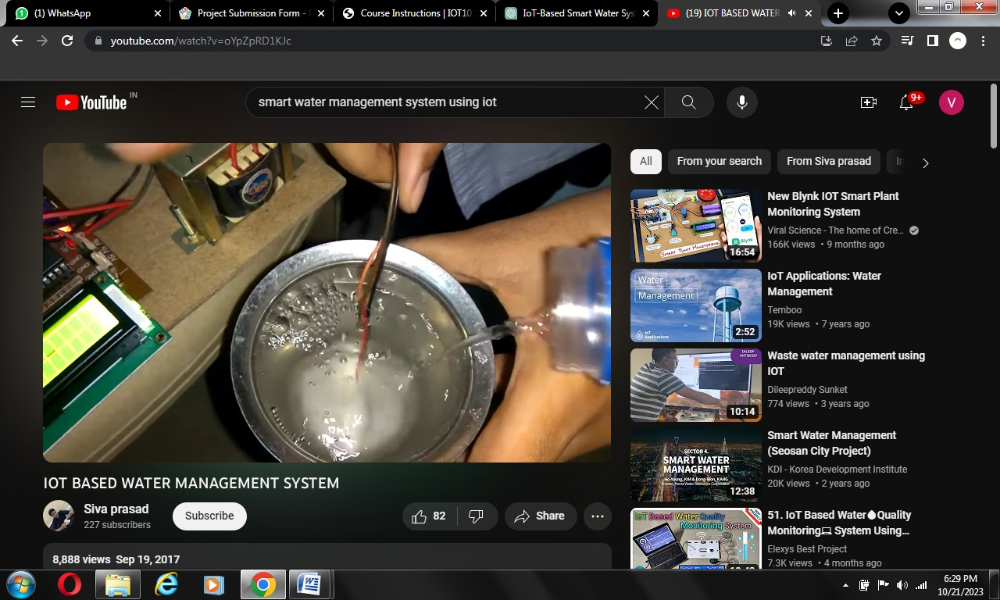 (1) WhatsApp
Project Submission Form -
Course Instructions | IOT10
IoT-Based Smart Water Sys
(19) IOT BASED WATER
youtube.com/watch?v=oYpZpRD1KJc
YouTube IN
smart water management system using iot
9+
V
All
From your search
From Siva prasad
In
New Blynk IOT Smart Plant
Monitoring System
Viral Science - The home of Cre...
166K views • 9 months ago
SMART PLANT MONITORING
Blynk
16:54
IoT Applications: Water
Management
Temboo
19K views • 7 years ago
Water
Management
IoT
Applications
2:52
Waste water management using
IOT
Dileepreddy Sunket
774 views • 3 years ago
DILEEP
10:14
Smart Water Management
(Seosan City Project)
KDI - Korea Development Institute
20K views • 2 years ago
SECTOR 4.
SMART WATER
MANAGEMENT
12:38
51. IoT Based Water💧Quality
Monitoring💻 System Using...
Elexys Best Project
7.3K views • 4 months ago
IoT Based Water Quality
Monitoring System
IOT BASED WATER MANAGEMENT SYSTEM
Siva prasad
227 subscribers
Subscribe
82
Share
8,888 views Sep 19, 2017
6:29 PM
10/21/2023